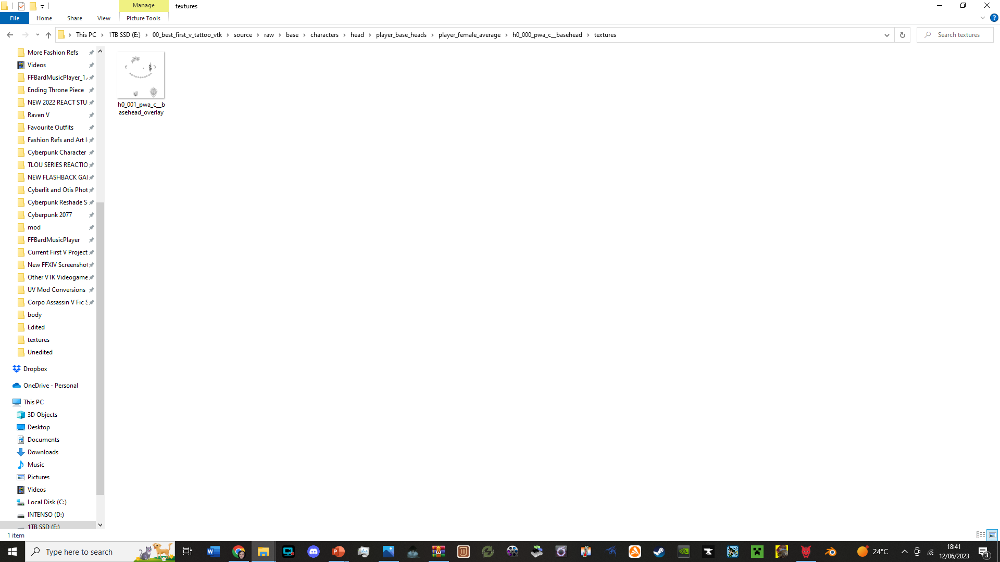 Manage
textures
File
Home
Share
View
Picture Tools
This PC
1TB SSD (E:)
00_best_first_v_tattoo_vtk
source
raw
base
characters
head
player_base_heads
player_female_average
h0_000_pwa_c__basehead
textures
Search textures
More Fashion Refs
Videos
FFBardMusicPlayer_1.
Ending Throne Piece
NEW 2022 REACT STU
Raven V
Favourite Outfits
Fashion Refs and Art I
Cyberpunk Character
TLOU SERIES REACTIO
NEW FLASHBACK GAI
Cyberlit and Otis Phot
Cyberpunk Reshade S
Cyberpunk 2077
mod
FFBardMusicPlayer
Current First V Project
New FFXIV Screenshot
Other VTK Videogame
UV Mod Conversions
Corpo Assassin V Fic S
body
Edited
textures
Unedited
Dropbox
OneDrive - Personal
This PC
3D Objects
Desktop
Documents
Downloads
Music
Pictures
Videos
Local Disk (C:)
INTENSO (D:)
1TB SSD (E:)
h0_001_pwa_c__b
asehead_overlay
1 item
Type here to search
24°C
18:41
12/06/2023
3